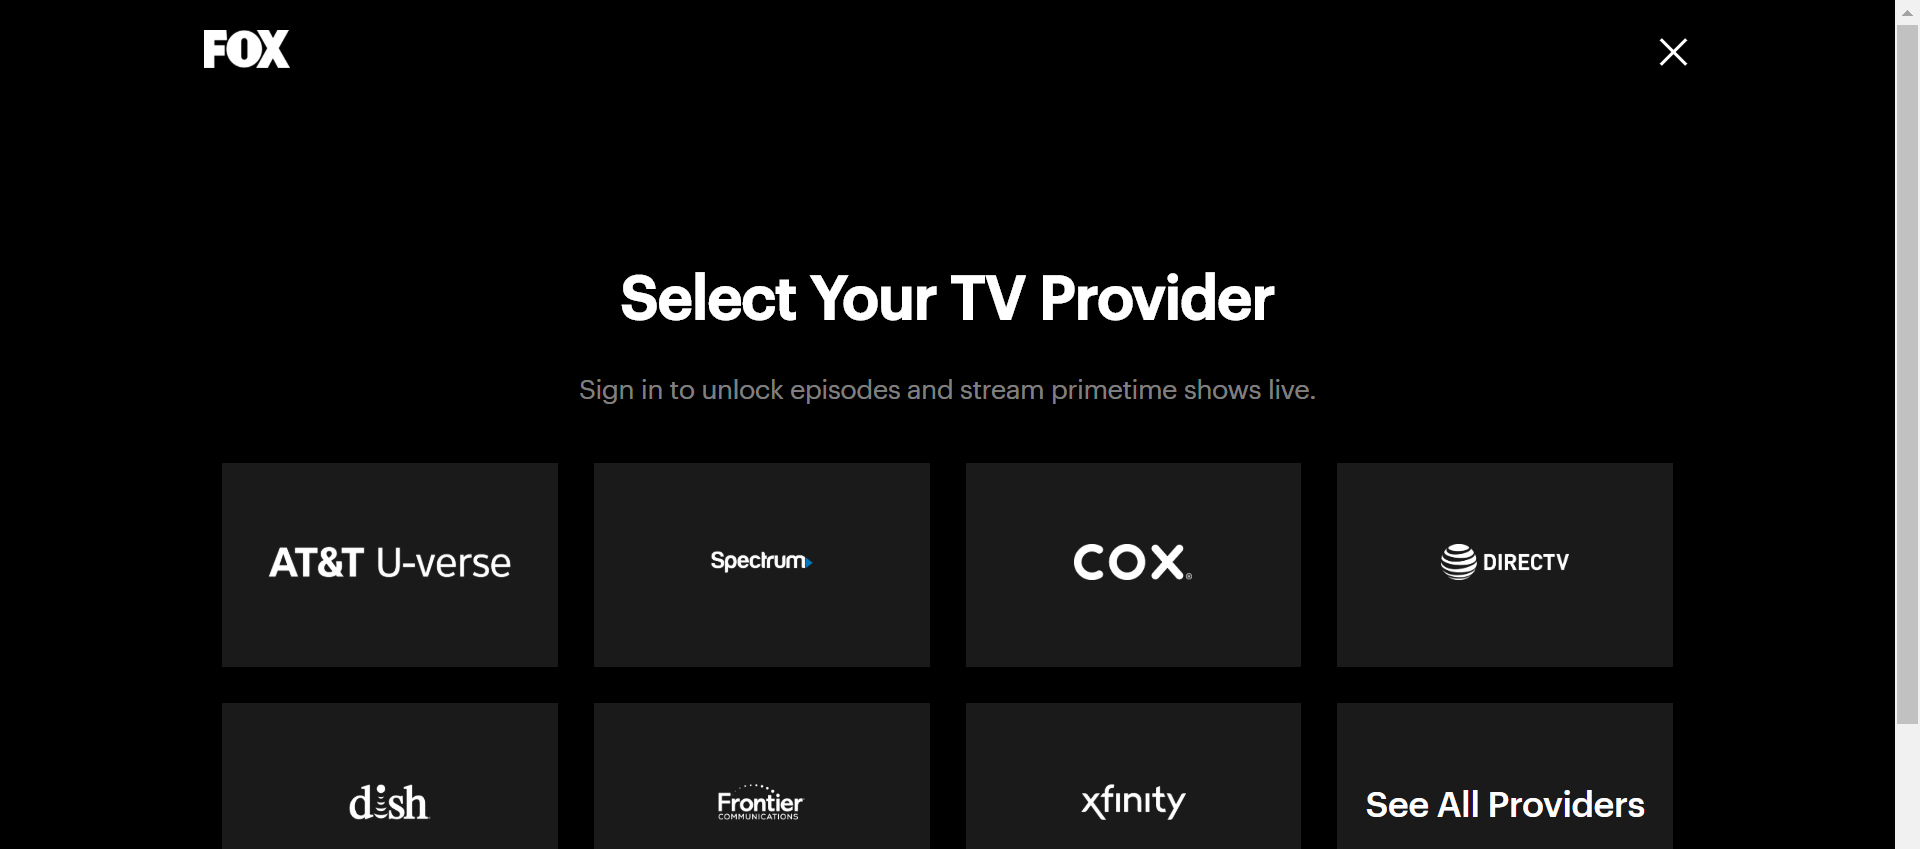 FOX
Select Your TV Provider
Sign in to unlock episodes and stream primetime shows live.
AT&T U-verse
Spectrum
COX®
DIRECTV
dish
Frontier
COMMUNICATIONS
xfinity
See All Providers